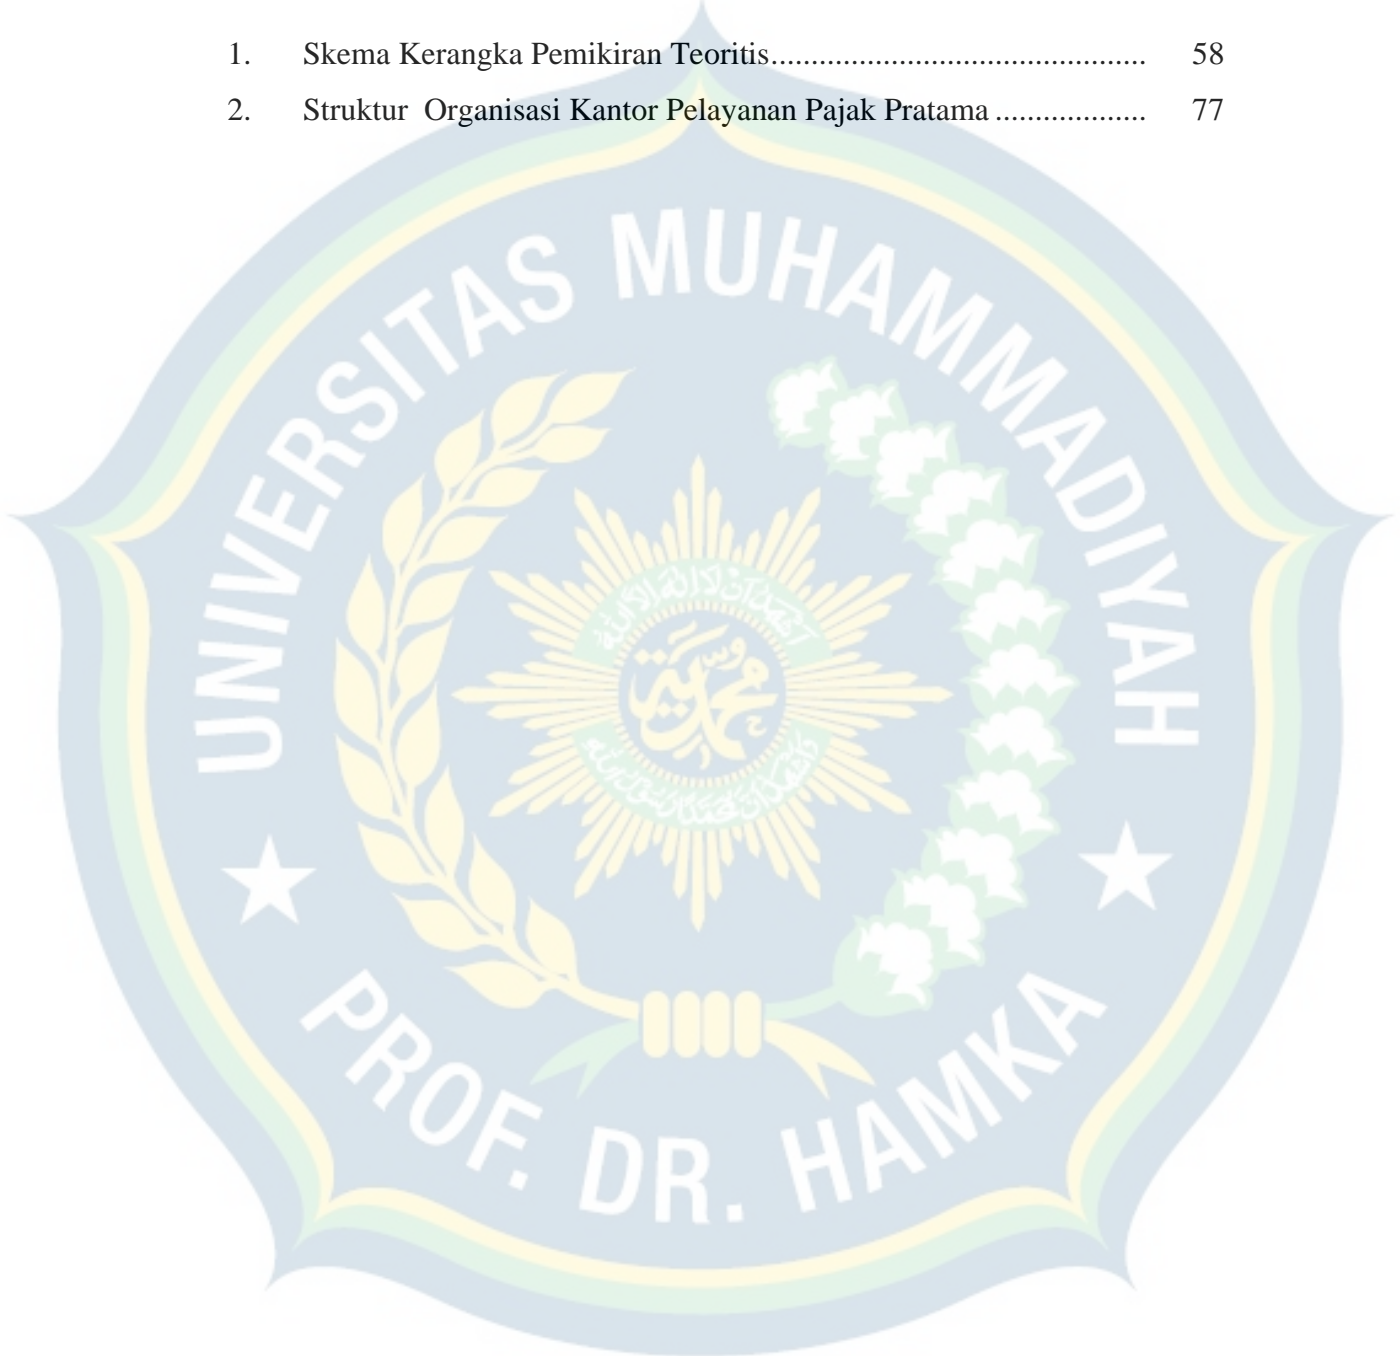 1. Skema Kerangka Pemikiran Teoritis............................................... 58
2. Struktur  Organisasi Kantor Pelayanan Pajak Pratama ................... 77
UNIVERSITAS MUHAMMADIYAH
محمدية
PROF. DR. HAMKA